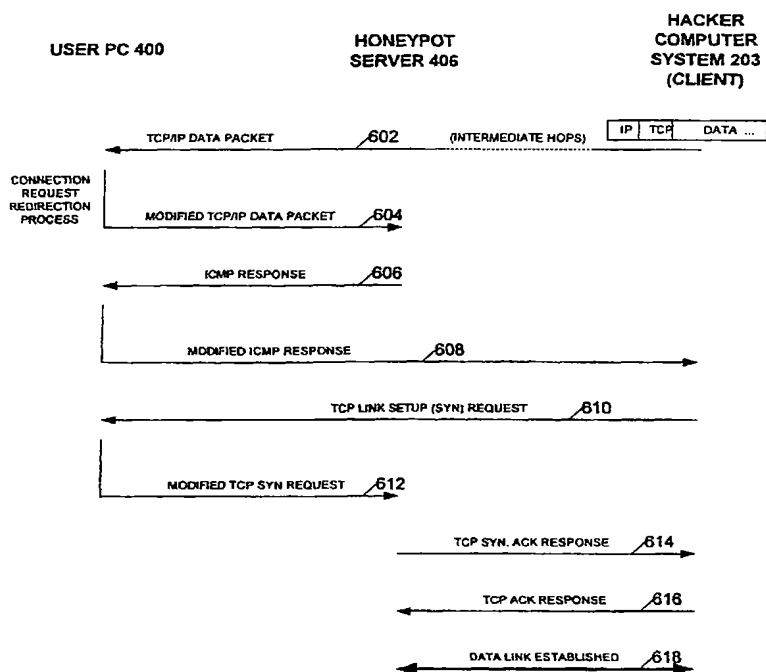 USER PC 400
HONEYPOT
SERVER 406
HACKER
COMPUTER
SYSTEM 203
(CLIENT)
IP TCP DATA ...
TCP/IP DATA PACKET 602 (INTERMEDIATE HOPS)
CONNECTION
REQUEST
REDIRECTION
PROCESS
MODIFIED TCP/IP DATA PACKET 604
ICMP RESPONSE 606
MODIFIED ICMP RESPONSE 608
TCP LINK SETUP (SYN) REQUEST 610
MODIFIED TCP SYN REQUEST 612
TCP SYN. ACK RESPONSE 614
TCP ACK RESPONSE 616
DATA LINK ESTABLISHED 618